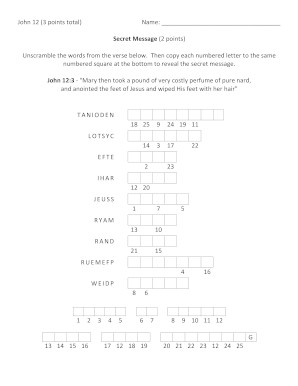 John 12 (3 points total) Name: ___________________________
Secret Message (2 points)
Unscramble the words from the verse below. Then copy each numbered letter to the same
numbered square at the bottom to reveal the secret message.
John 12:3 - "Mary then took a pound of very costly perfume of pure nard,
and anointed the feet of Jesus and wiped His feet with her hair"
TANIODEN
18 25 9 24 19 11
LOTSYC
14 3 17 22
EFTE
2 23
IHAR
12 20
JEUSS
1 7 5
RYAM
13 10
RAND
21 15
RUEMEFP
4 16
WEIDP
8 6
1 2 3 4 5 6 7 8 9 10 11 12
G
13 14 15 16 17 12 18 19 20 21 22 23 12 24 25